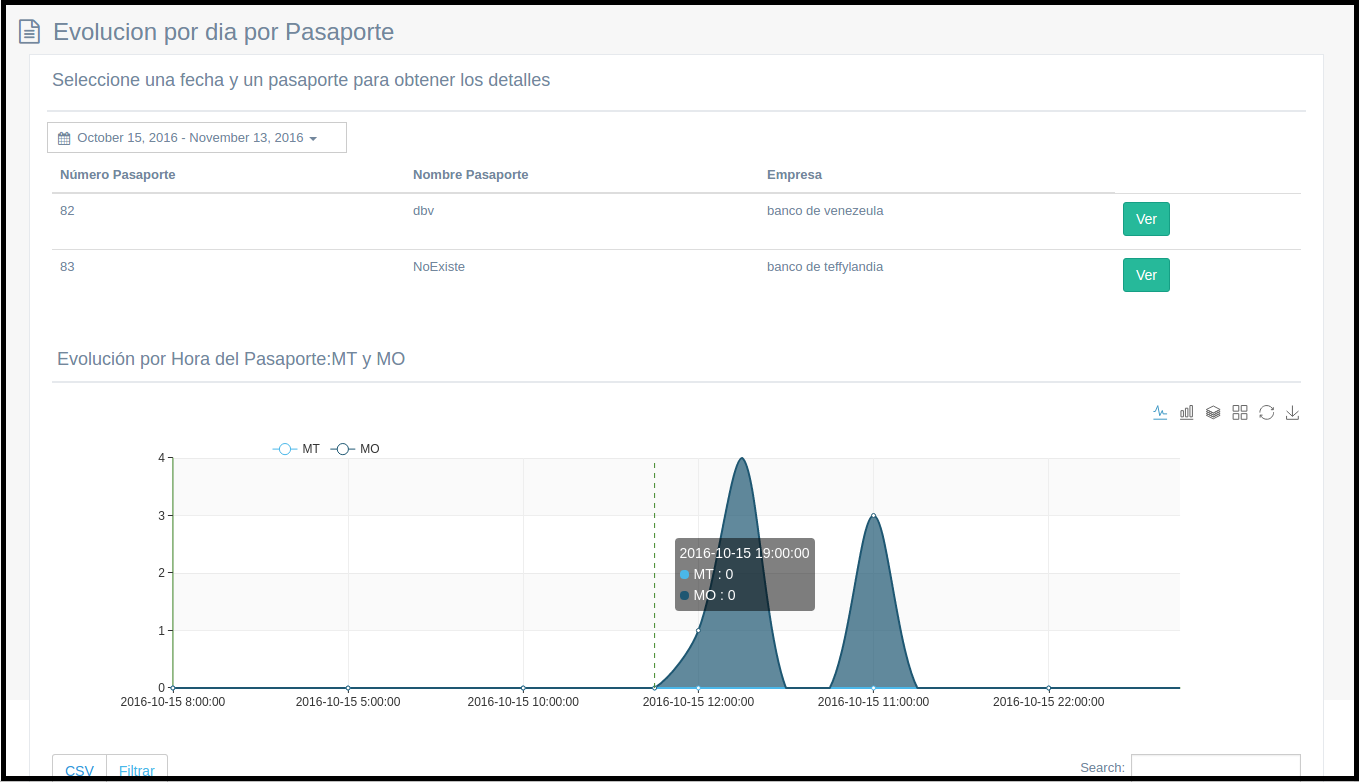 Evolucion por dia por Pasaporte
Seleccione una fecha y un pasaporte para obtener los detalles
October 15, 2016 - November 13, 2016
Número Pasaporte Nombre Pasaporte Empresa
82 dbv banco de venezeula Ver
83 NoExiste banco de teffylandia Ver
Evolución por Hora del Pasaporte:MT y MO
MT MO
4
3
2
1
0
2016-10-15 19:00:00
MT : 0
MO : 0
2016-10-15 8:00:00 2016-10-15 5:00:00 2016-10-15 10:00:00 2016-10-15 12:00:00 2016-10-15 11:00:00 2016-10-15 22:00:00
CSV Filtrar Search: